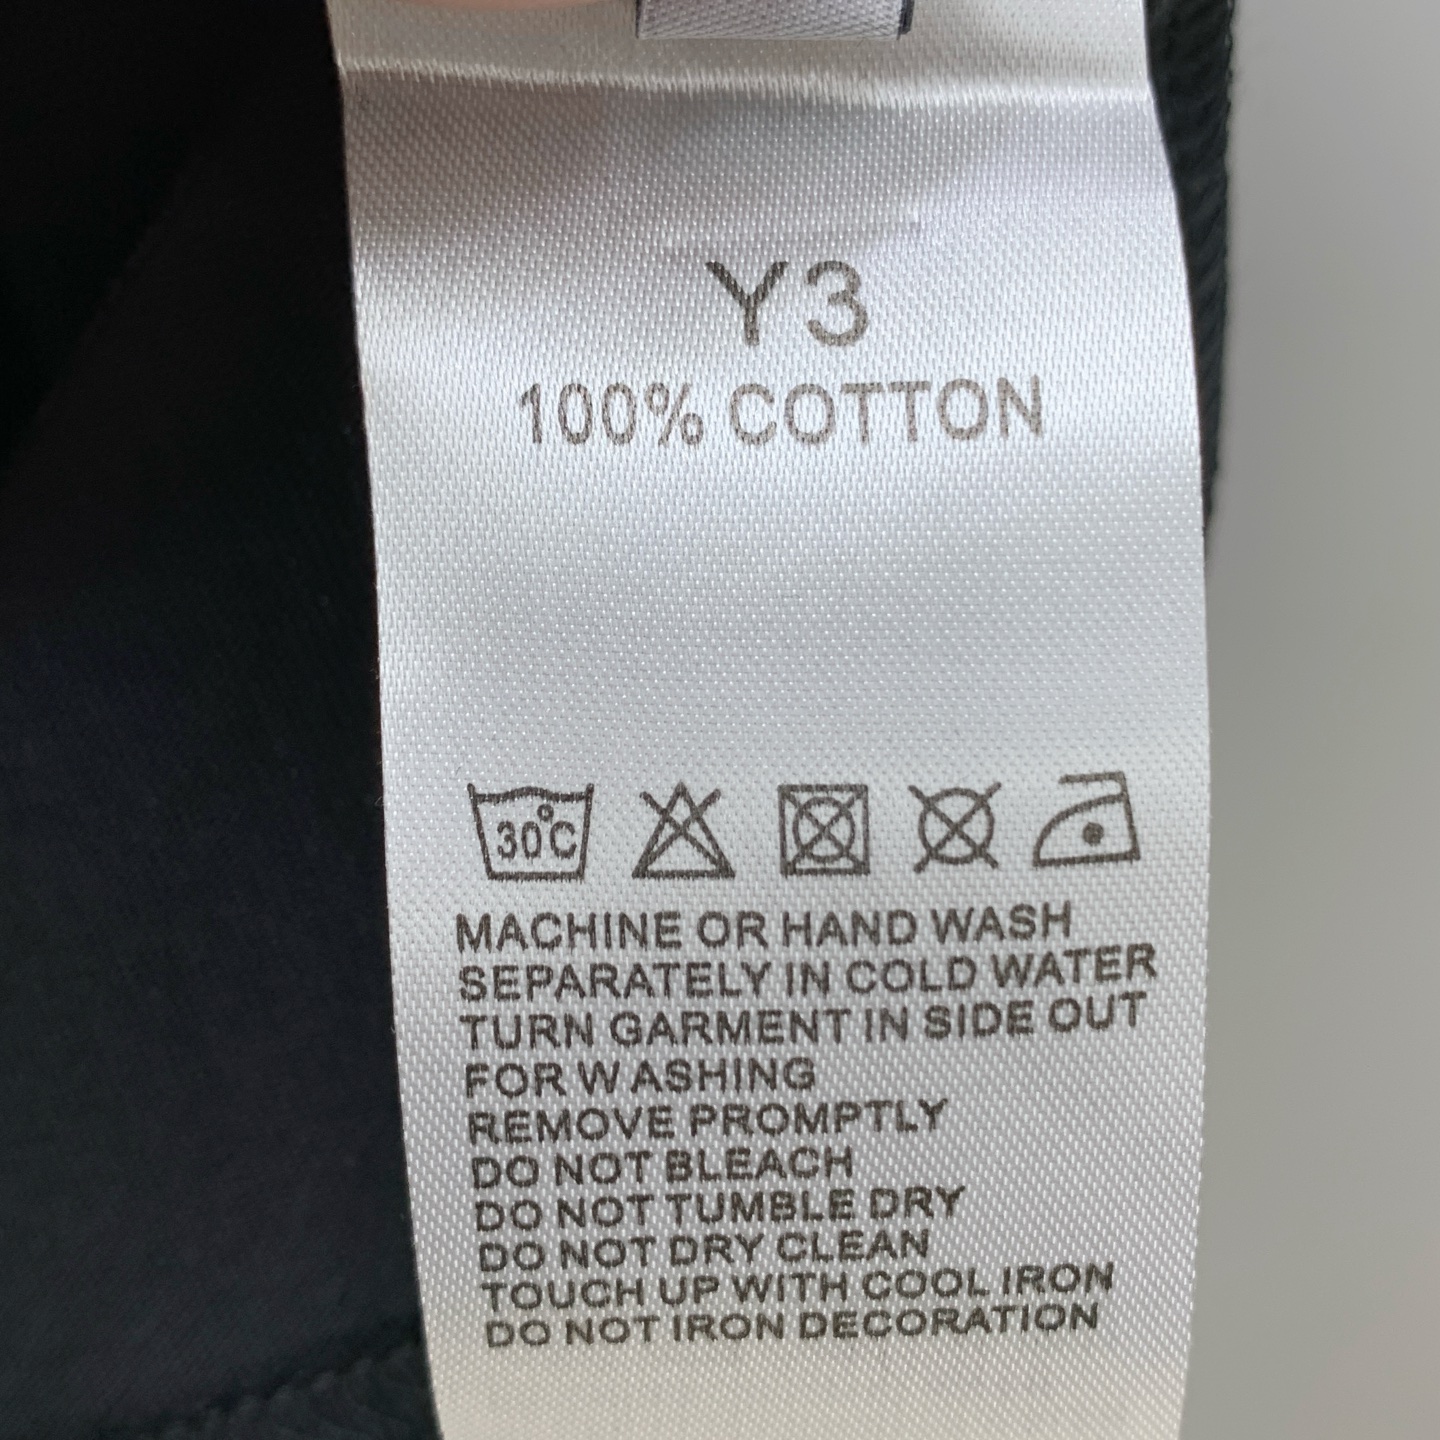 Y3
100% COTTON
30°C
MACHINE OR HAND WASH
SEPARATELY IN COLD WATER
TURN GARMENT IN SIDE OUT
FOR WASHING
REMOVE PROMPTLY
DO NOT BLEACH
DO NOT TUMBLE DRY
DO NOT DRY CLEAN
TOUCH UP WITH COOL IRON
DO NOT IRON DECORATION